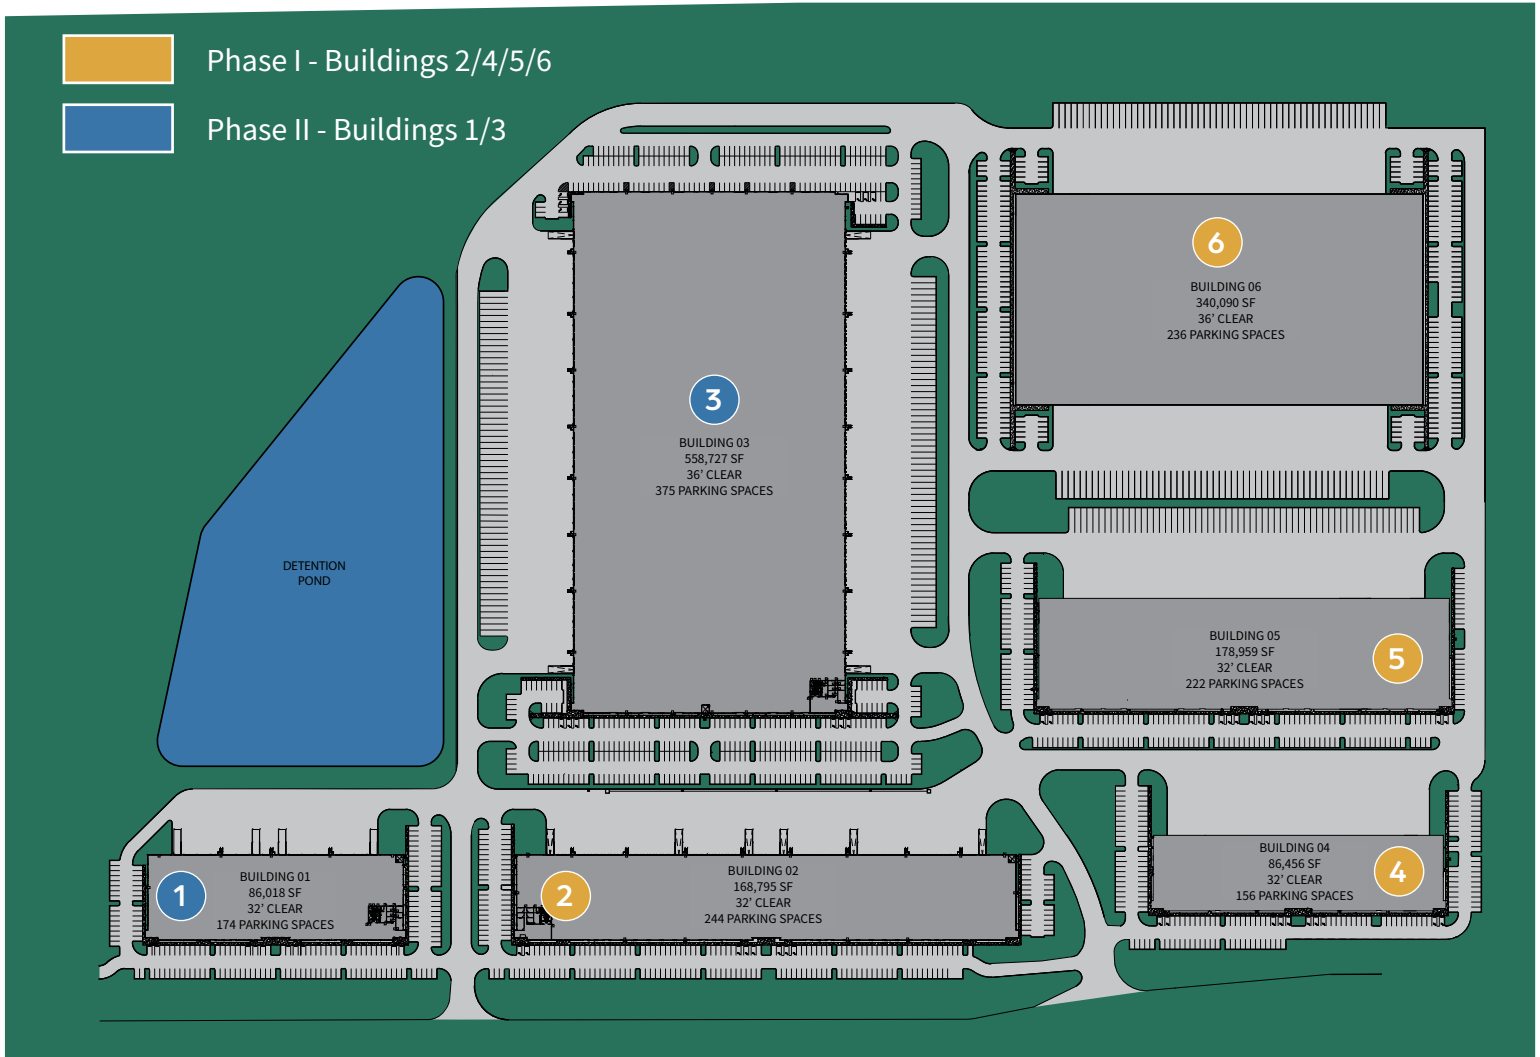 Phase I - Buildings 2/4/5/6
Phase II - Buildings 1/3
6
BUILDING 06
340,090 SF
36' CLEAR
236 PARKING SPACES
3
BUILDING 03
558,727 SF
36' CLEAR
375 PARKING SPACES
DETENTION
POND
BUILDING 05
178,959 SF
32' CLEAR
222 PARKING SPACES
5
BUILDING 04
86,456 SF
32' CLEAR
156 PARKING SPACES
4
1
BUILDING 01
86,018 SF
32' CLEAR
174 PARKING SPACES
2
BUILDING 02
168,795 SF
32' CLEAR
244 PARKING SPACES